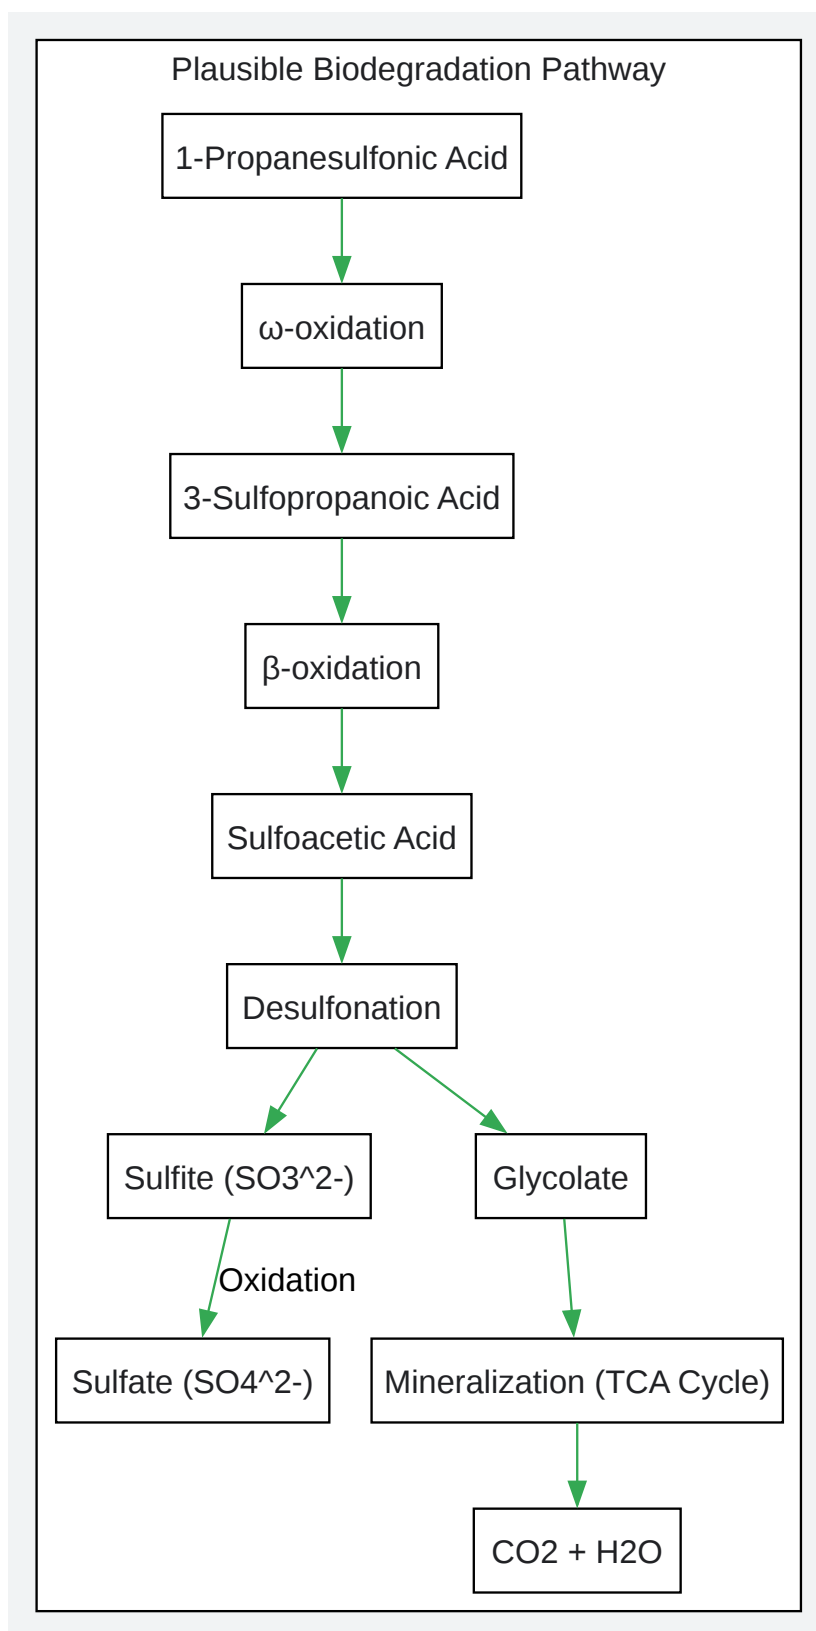 Plausible Biodegradation Pathway
1-Propanesulfonic Acid
ω-oxidation
3-Sulfopropanoic Acid
β-oxidation
Sulfoacetic Acid
Desulfonation
Sulfite (SO3^2-)
Glycolate
Oxidation
Sulfate (SO4^2-)
Mineralization (TCA Cycle)
CO2 + H2O